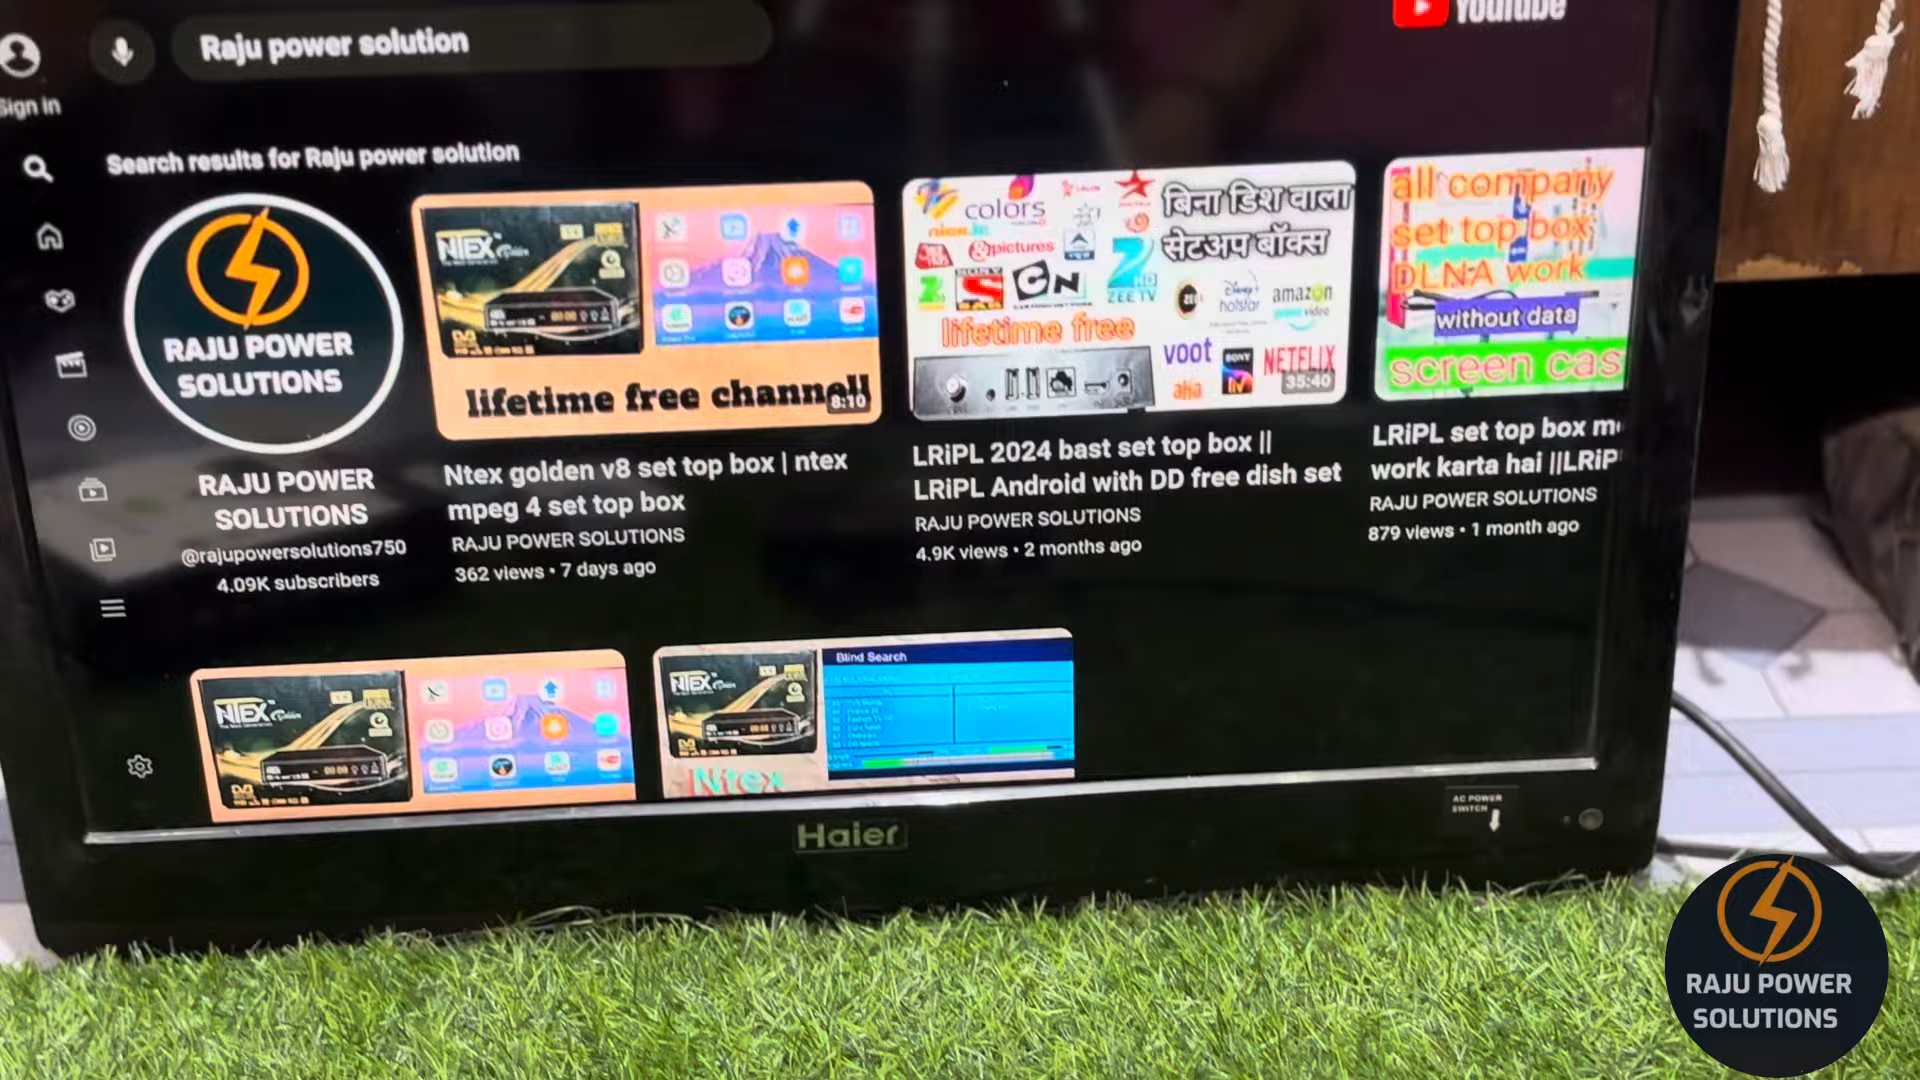 YouTube
Raju power solution
Sign in
Search results for Raju power solution
RAJU POWER
SOLUTIONS
RAJU POWER
SOLUTIONS
@rajupowersolutions750
4.09K subscribers
NTEX
lifetime free channell
8:10
Ntex golden v8 set top box | ntex
mpeg 4 set top box
RAJU POWER SOLUTIONS
362 views • 7 days ago
colors
बिना डिश वाला
सेटअप बॉक्स
&pictures
CN
ZEE TV
lifetime free
hotstar
amazon
voot
aha
SONY
liv
NETFLIX
35:40
LRiPL 2024 bast set top box ||
LRiPL Android with DD free dish set
RAJU POWER SOLUTIONS
4.9K views • 2 months ago
all company
set top box
DLNA work
without data
screen cas
LRiPL set top box m
work karta hai ||LRiP
RAJU POWER SOLUTIONS
879 views • 1 month ago
NTEX
NTEX
Blind Search
Ntex
Haier
AC POWER
SWITCH
RAJU POWER
SOLUTIONS